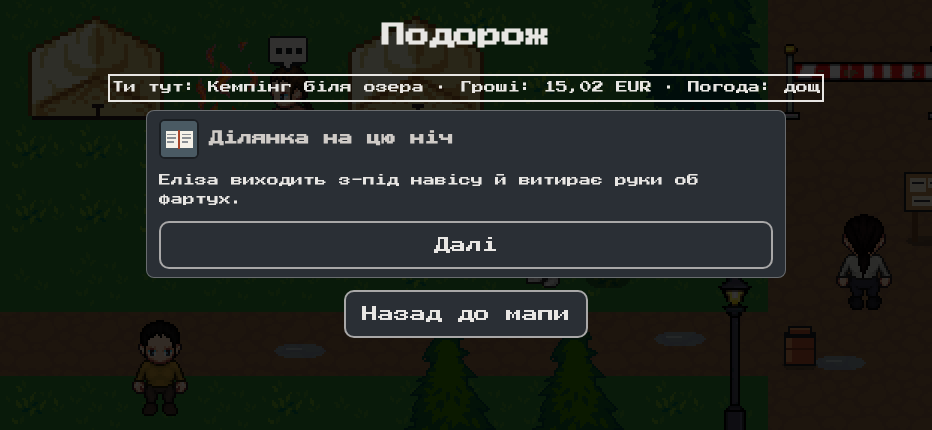 Подорож
Ти тут: Кемпінг біля озера · Гроші: 15,02 EUR · Погода: дощ
Ділянка на цю ніч
Еліза виходить з-під навісу й витирає руки об
фартух.
Далі
Назад до мапи